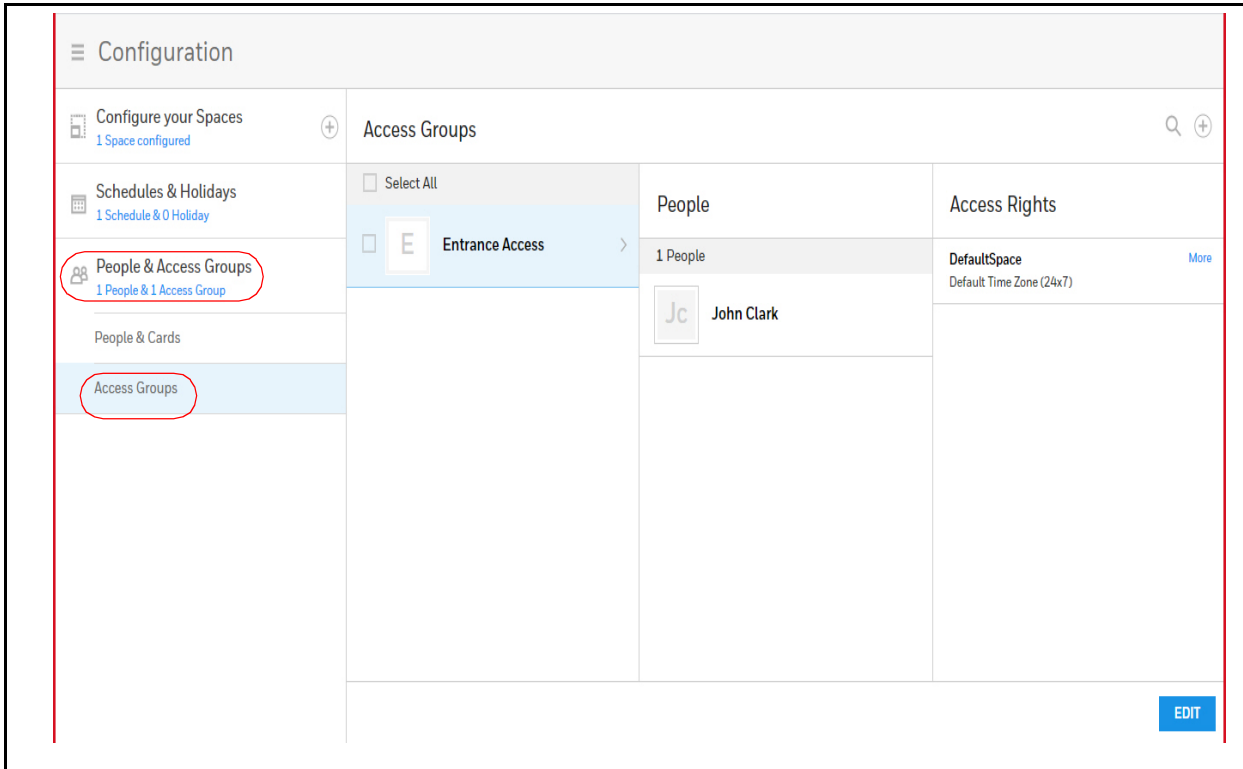 Configuration
Configure your Spaces
1 Space configured
Schedules & Holidays
1 Schedule & 0 Holiday
People & Access Groups
1 People & 1 Access Group
People & Cards
Access Groups
Access Groups
Select All
E
Entrance Access
People
1 People
Jc
John Clark
Access Rights
DefaultSpace
More
Default Time Zone (24x7)
EDIT